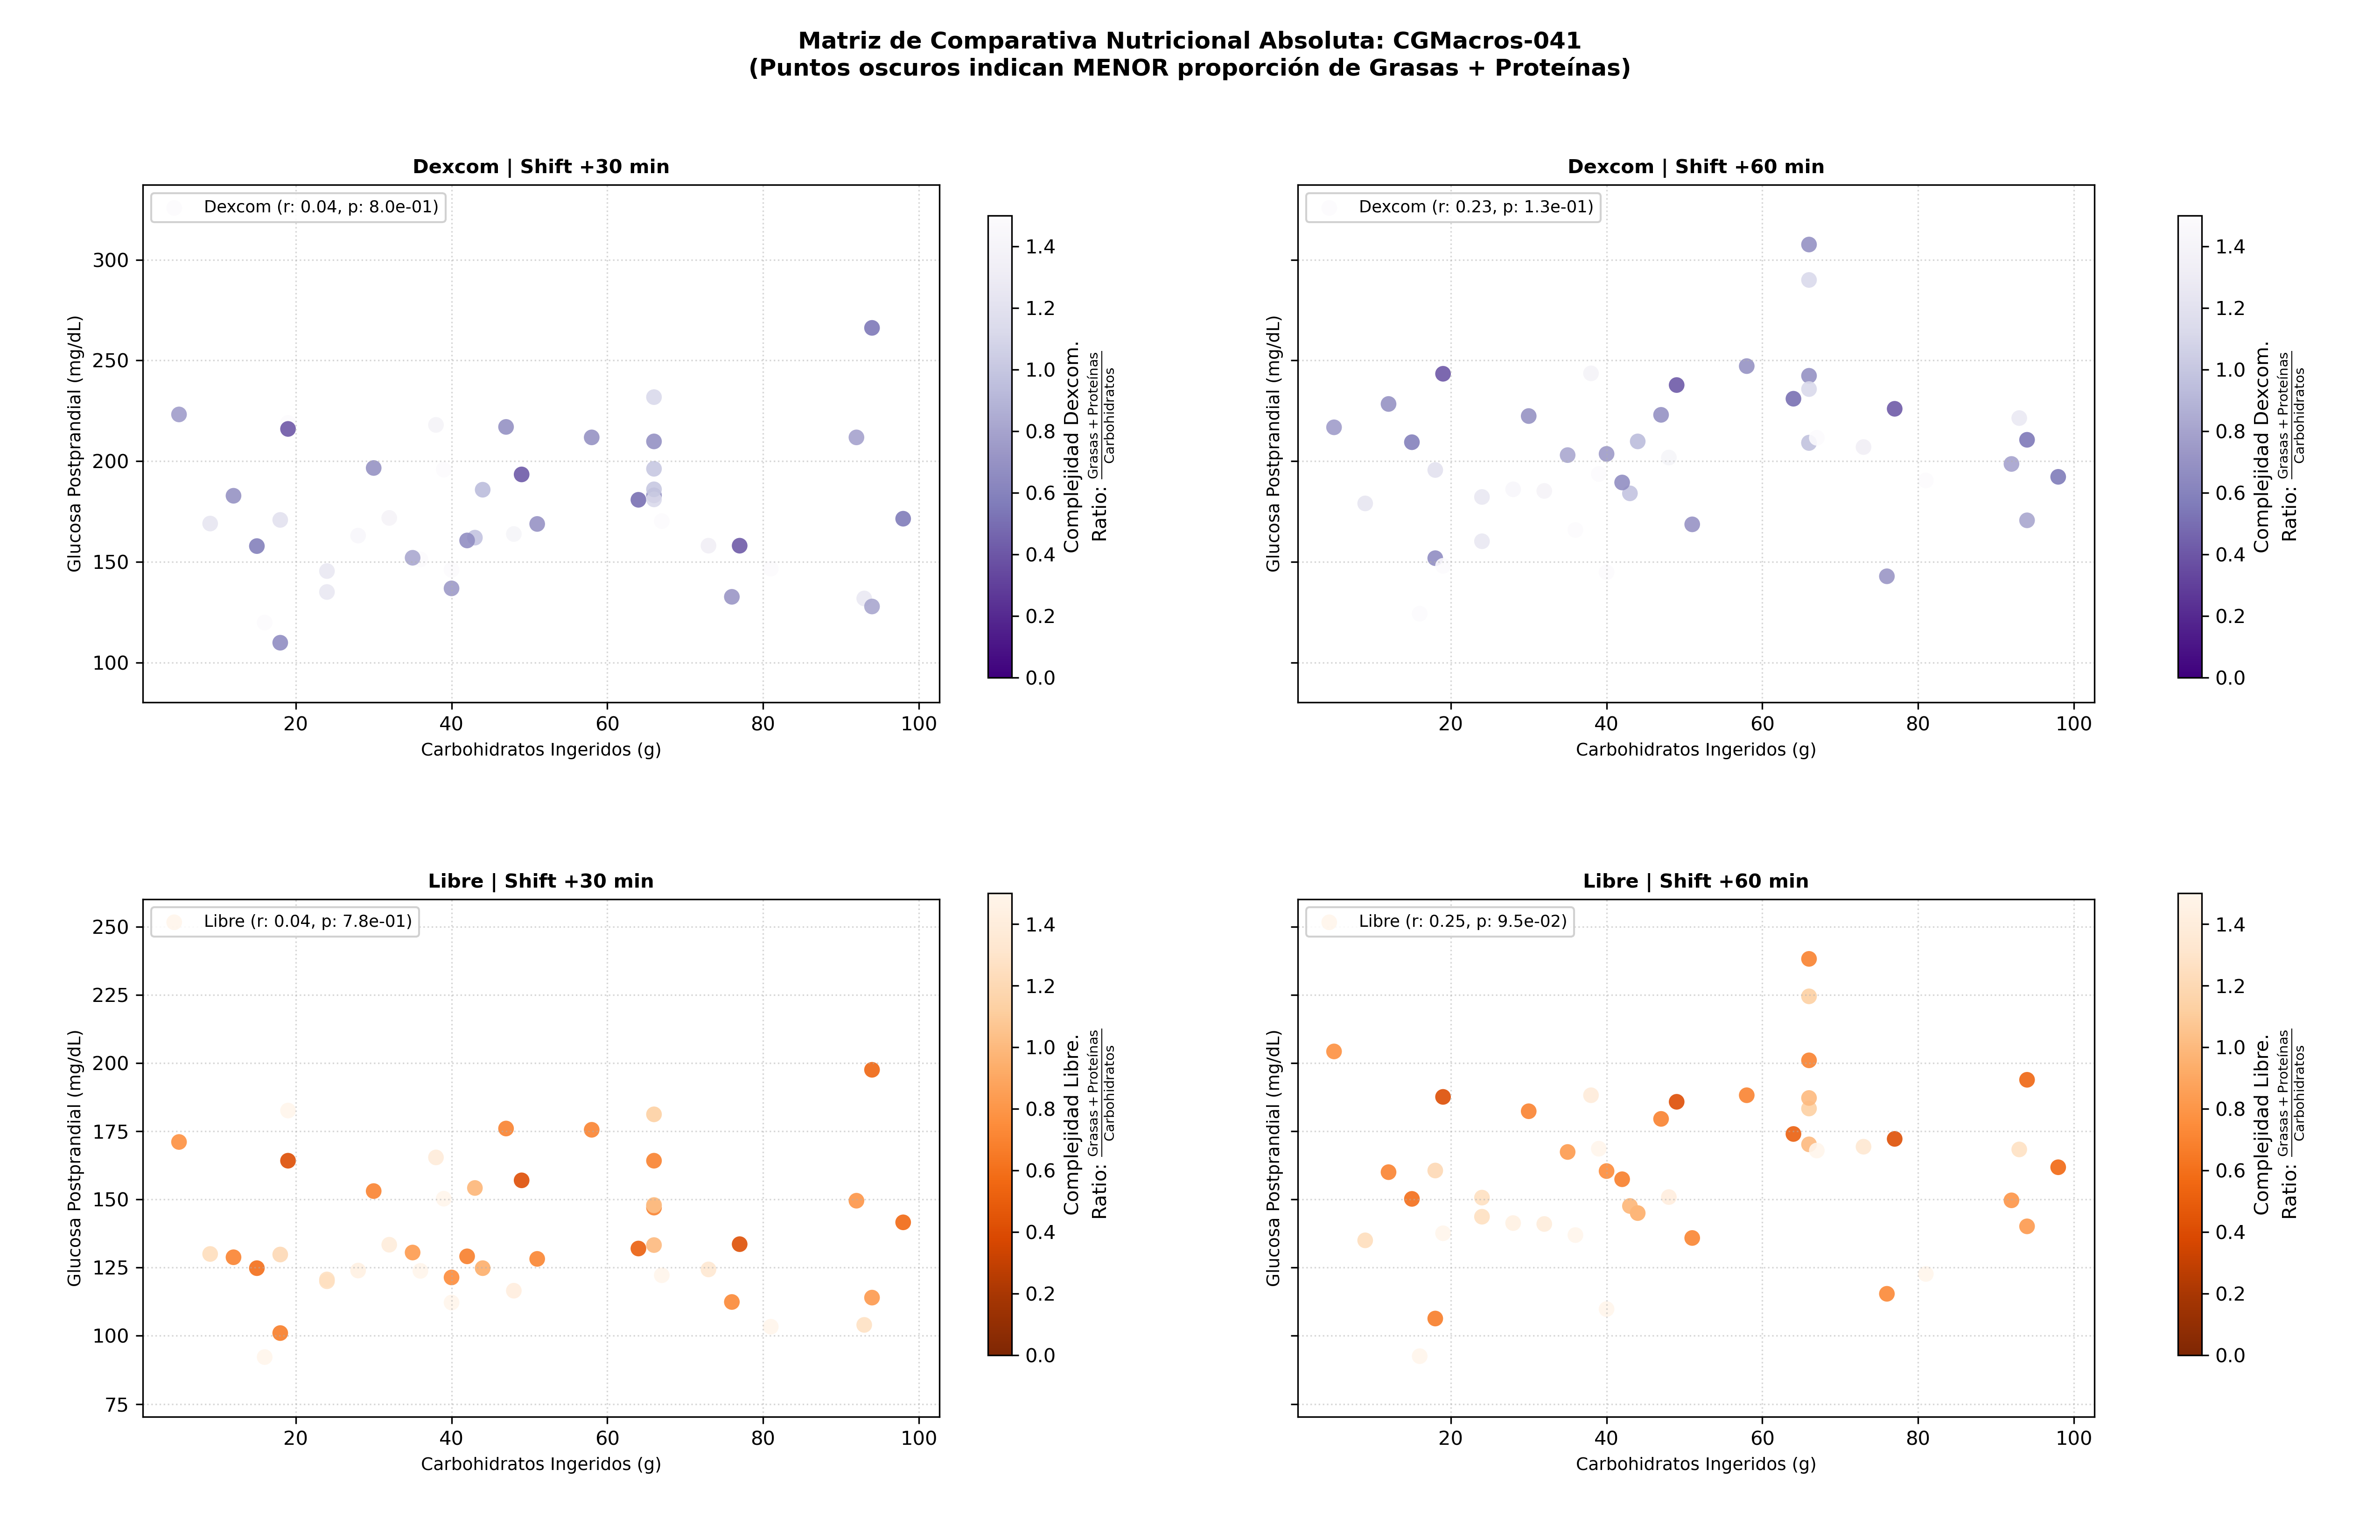 Matriz de Comparativa Nutricional Absoluta: CGMacros-041
(Puntos oscuros indican MENOR proporción de Grasas + Proteínas)
Dexcom | Shift +30 min
Dexcom (r: 0.04, p: 8.0e-01)
Glucosa Postprandial (mg/dL)
300
250
200
150
100
20
40
60
80
100
Carbohidratos Ingeridos (g)
1.4
1.2
1.0
0.8
0.6
0.4
0.2
0.0
Complejidad Dexcom.
Ratio: Grasas + Proteínas
Carbohidratos
Dexcom | Shift +60 min
Dexcom (r: 0.23, p: 1.3e-01)
Glucosa Postprandial (mg/dL)
20
40
60
80
100
Carbohidratos Ingeridos (g)
1.4
1.2
1.0
0.8
0.6
0.4
0.2
0.0
Complejidad Dexcom.
Ratio: Grasas + Proteínas
Carbohidratos
Libre | Shift +30 min
Libre (r: 0.04, p: 7.8e-01)
Glucosa Postprandial (mg/dL)
250
225
200
175
150
125
100
75
20
40
60
80
100
Carbohidratos Ingeridos (g)
1.4
1.2
1.0
0.8
0.6
0.4
0.2
0.0
Complejidad Libre.
Ratio: Grasas + Proteínas
Carbohidratos
Libre | Shift +60 min
Libre (r: 0.25, p: 9.5e-02)
Glucosa Postprandial (mg/dL)
20
40
60
80
100
Carbohidratos Ingeridos (g)
1.4
1.2
1.0
0.8
0.6
0.4
0.2
0.0
Complejidad Libre.
Ratio: Grasas + Proteínas
Carbohidratos